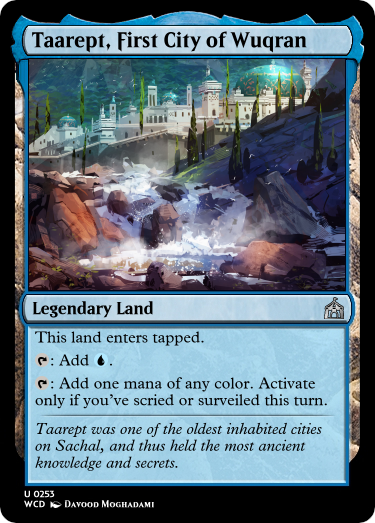 Taarept, First City of Wuqran
Legendary Land
This land enters tapped.
: Add .
: Add one mana of any color. Activate
only if you've scried or surveiled this turn.
Taarept was one of the oldest inhabited cities
on Sachal, and thus held the most ancient
knowledge and secrets.
U 0253
WCD Davood Moghadami